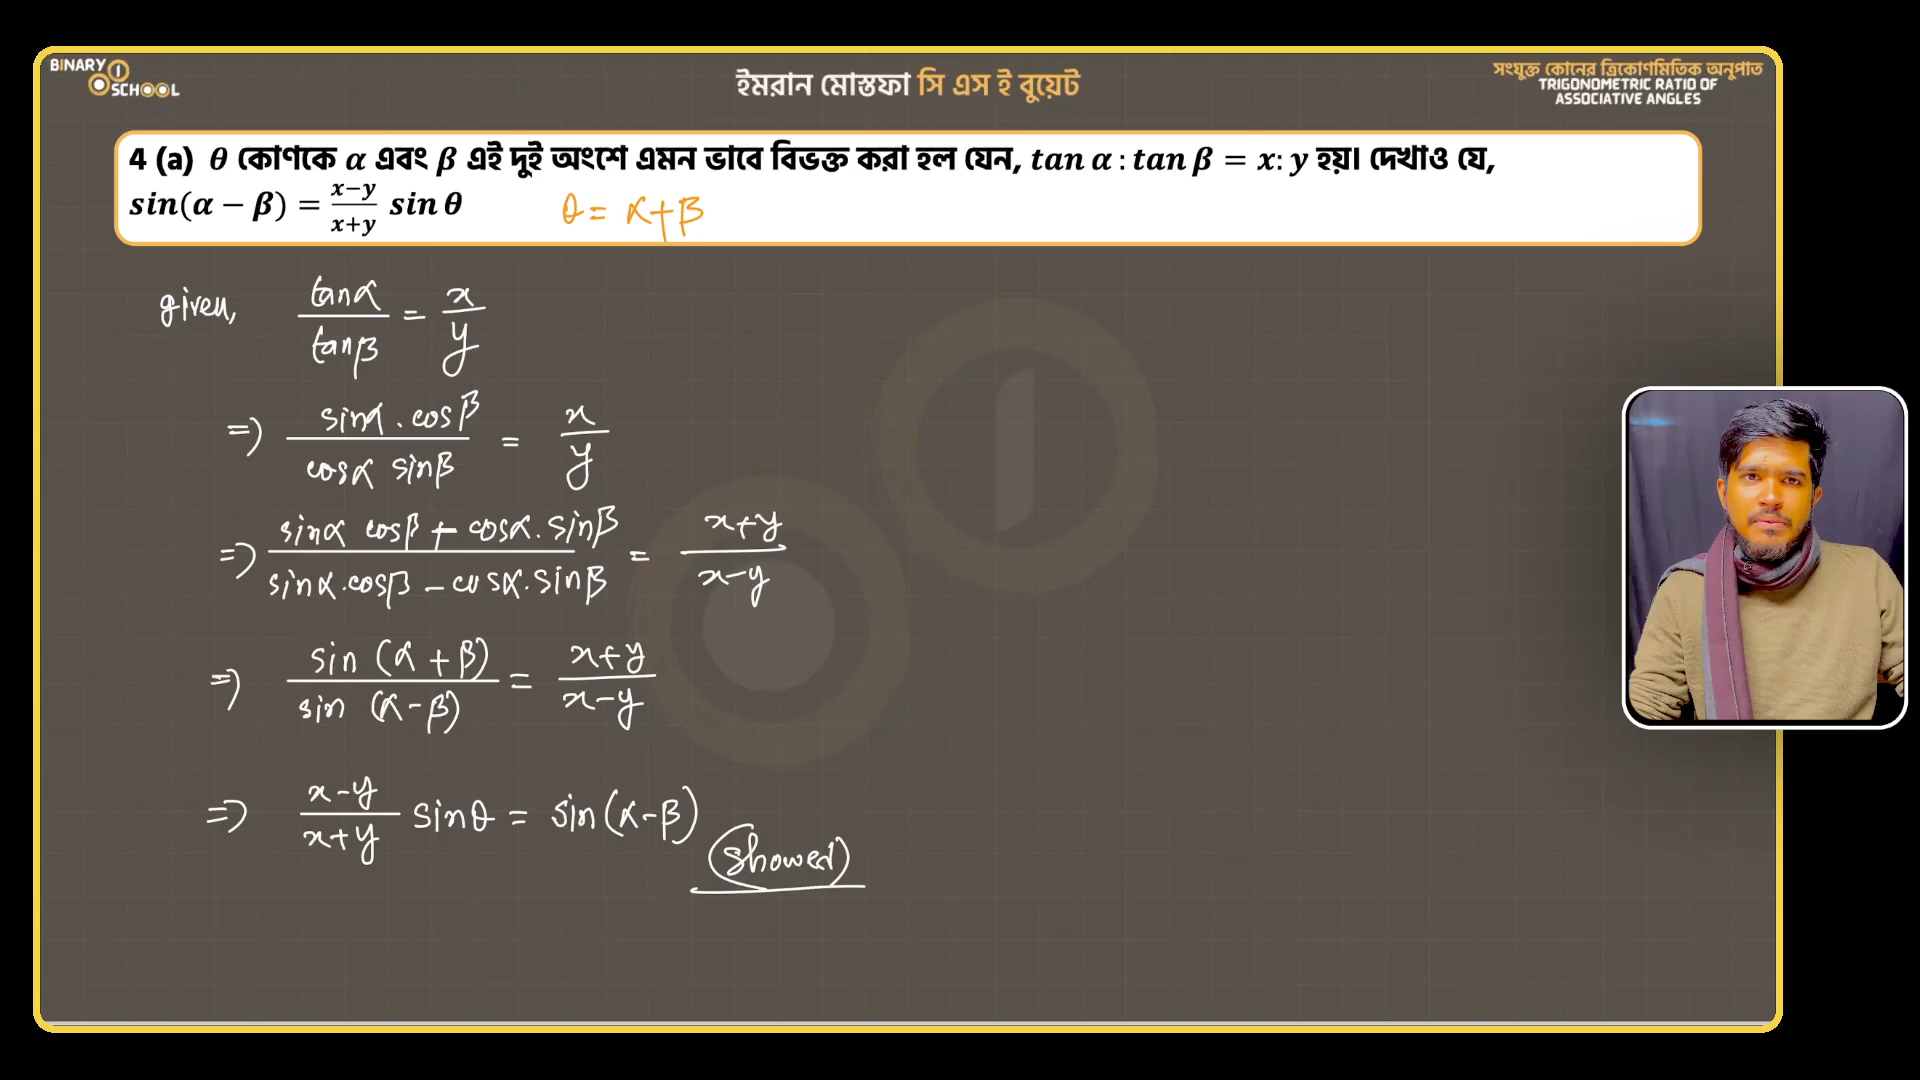 BINARY SCHOOL
ইমরান মোস্তফা সি এস ই বুয়েট
সংযুক্ত কোনের ত্রিকোণমিতিক অনুপাত
TRIGONOMETRIC RATIO OF
ASSOCIATIVE ANGLES
4 (a) θ কোণকে α এবং β এই দুই অংশে এমন ভাবে বিভক্ত করা হল যেন, tan α : tan β = x: y হয়। দেখাও যে,
sin(α − β) = (x−y)/(x+y) sin θ θ = α+β
given, tanα/tanβ = x/y
=> (sinα . cosβ)/(cosα sinβ) = x/y
=> (sinα cosβ + cosα. sinβ)/(sinα.cosβ − cosα. sinβ) = (x+y)/(x−y)
=> sin (α + β)/sin (α−β) = (x+y)/(x−y)
=> (x−y)/(x+y) sinθ = sin(α−β)
(Showed)